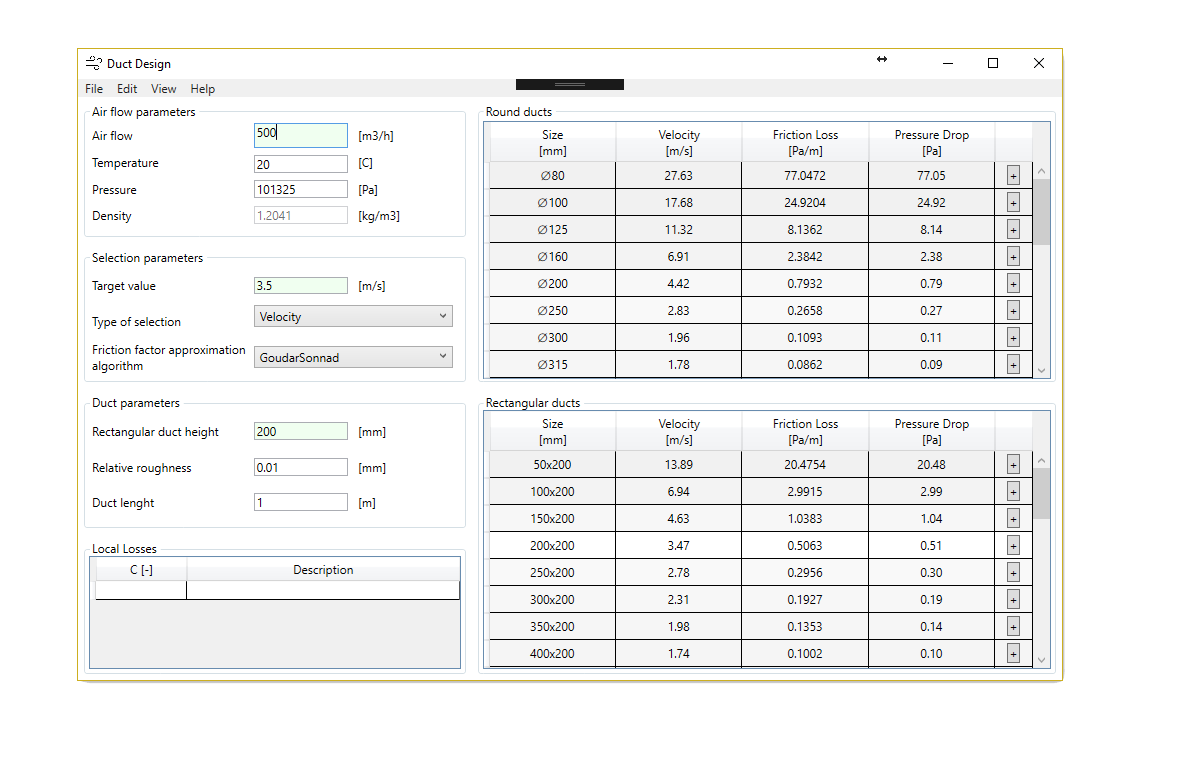 Duct Design
File Edit View Help
Air flow parameters
Air flow 500 [m3/h]
Temperature 20 [C]
Pressure 101325 [Pa]
Density 1.2041 [kg/m3]
Selection parameters
Target value 3.5 [m/s]
Type of selection Velocity
Friction factor approximation
algorithm GoudarSonnad
Duct parameters
Rectangular duct height 200 [mm]
Relative roughness 0.01 [mm]
Duct lenght 1 [m]
Local Losses
C [-] Description
Round ducts
Size Velocity Friction Loss Pressure Drop
[mm] [m/s] [Pa/m] [Pa]
∅80 27.63 77.0472 77.05 +
∅100 17.68 24.9204 24.92 +
∅125 11.32 8.1362 8.14 +
∅160 6.91 2.3842 2.38 +
∅200 4.42 0.7932 0.79 +
∅250 2.83 0.2658 0.27 +
∅300 1.96 0.1093 0.11 +
∅315 1.78 0.0862 0.09 +
Rectangular ducts
Size Velocity Friction Loss Pressure Drop
[mm] [m/s] [Pa/m] [Pa]
50x200 13.89 20.4754 20.48 +
100x200 6.94 2.9915 2.99 +
150x200 4.63 1.0383 1.04 +
200x200 3.47 0.5063 0.51 +
250x200 2.78 0.2956 0.30 +
300x200 2.31 0.1927 0.19 +
350x200 1.98 0.1353 0.14 +
400x200 1.74 0.1002 0.10 +